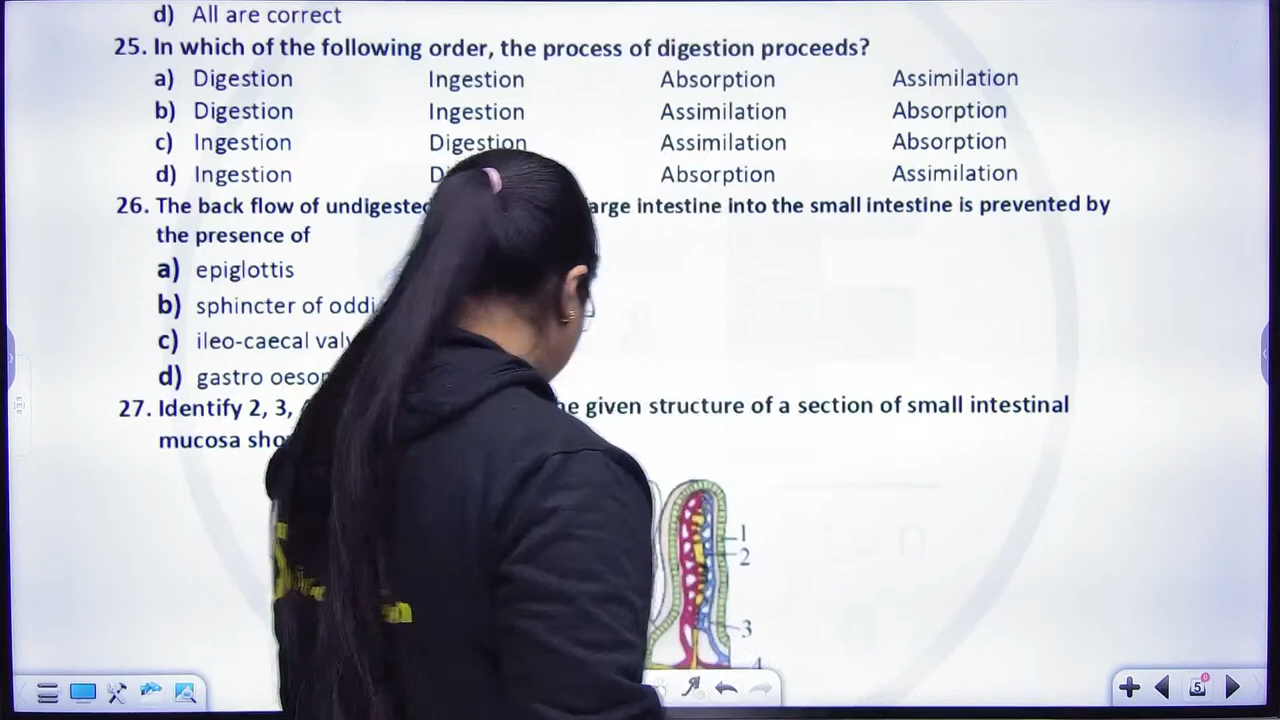 d) All are correct
25. In which of the following order, the process of digestion proceeds?
a) Digestion Ingestion Absorption Assimilation
b) Digestion Ingestion Assimilation Absorption
c) Ingestion Digestion Assimilation Absorption
d) Ingestion Absorption Assimilation
26. The back flow of undigested large intestine into the small intestine is prevented by
the presence of
a) epiglottis
b) sphincter of oddi
c) ileo-caecal
d) gastro
27. Identify 2, 3, given structure of a section of small intestinal
mucosa
1
2
3
5